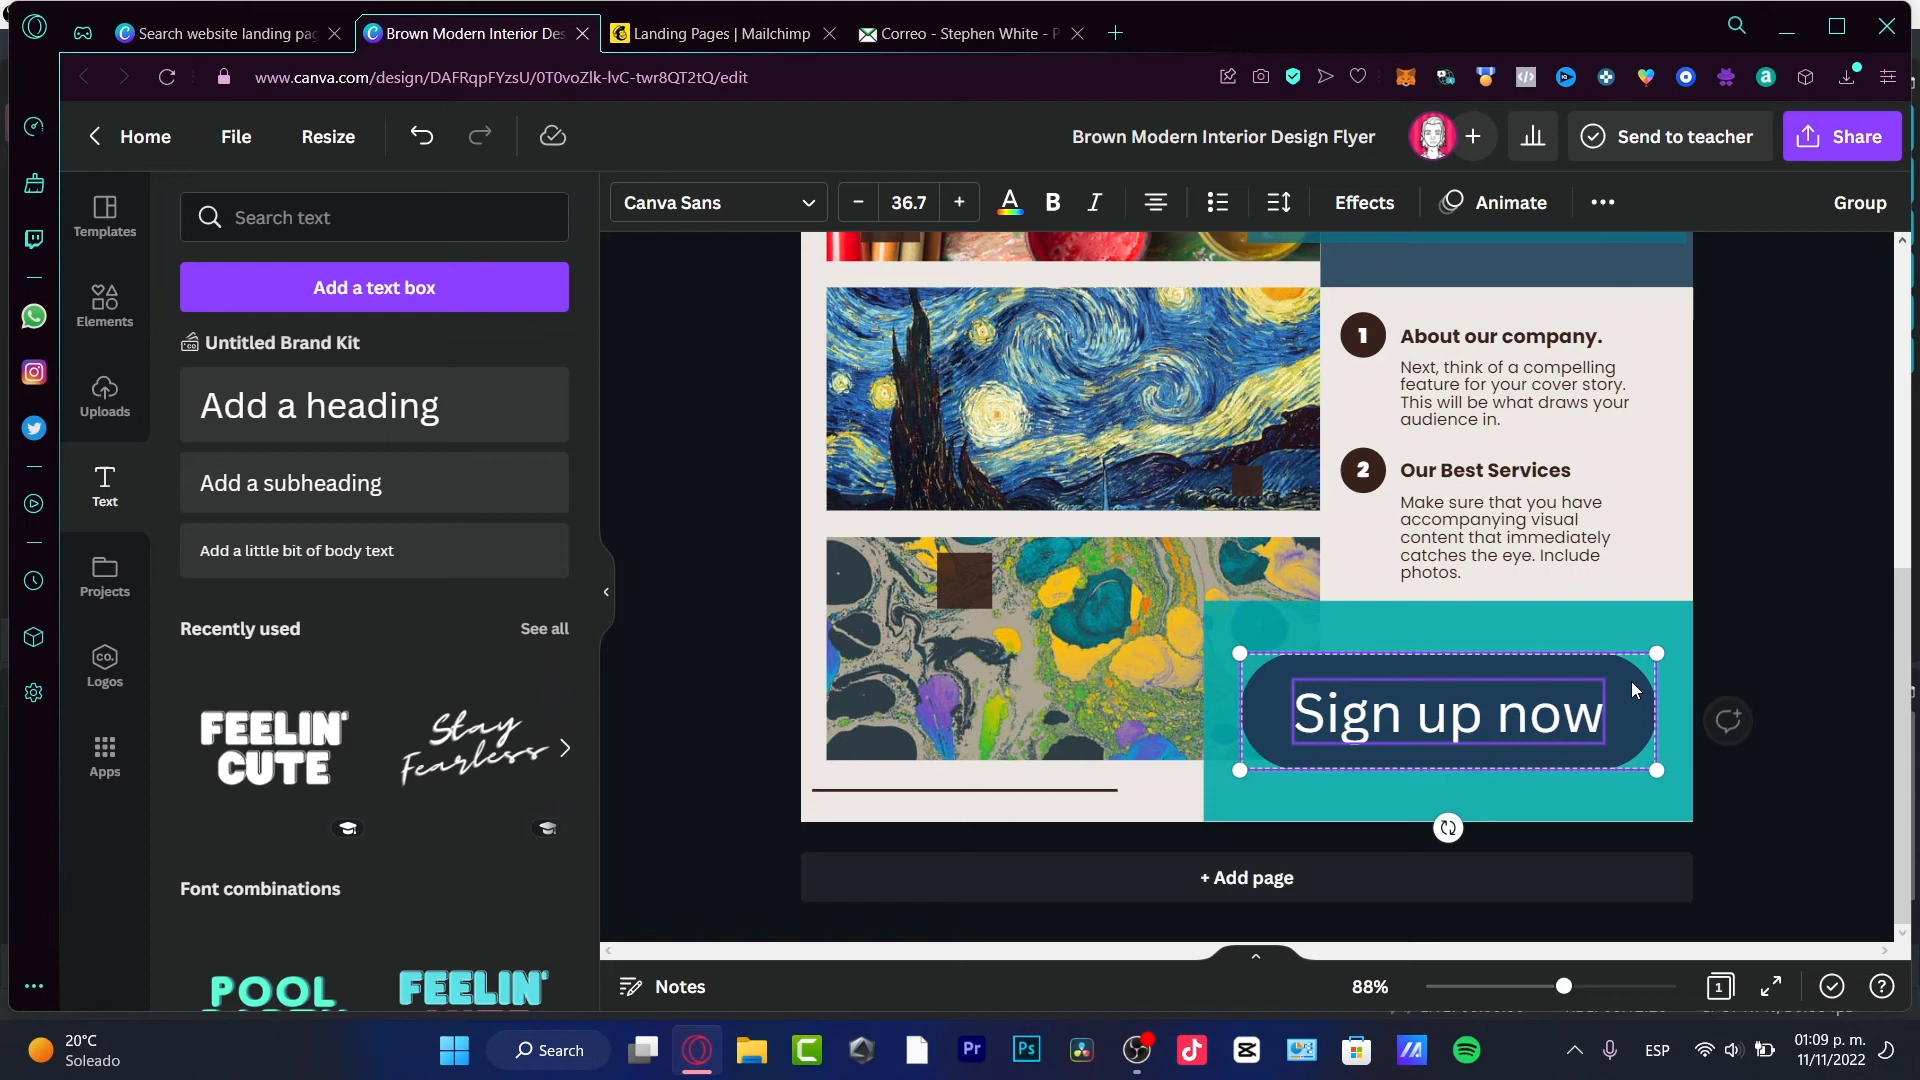 Search website landing pag
Brown Modern Interior Des
Landing Pages | Mailchimp
Correo - Stephen White - P
www.canva.com/design/DAFRqpFYzsU/0T0voZlk-lvC-twr8QT2tQ/edit
Home
File
Resize
Brown Modern Interior Design Flyer
Send to teacher
Share
Templates
Elements
Uploads
Text
Projects
Logos
Apps
Search text
Add a text box
Untitled Brand Kit
Add a heading
Add a subheading
Add a little bit of body text
Recently used
See all
FEELIN'
CUTE
Stay
Fearless
Font combinations
POOL
FEELIN'
Canva Sans
36.7
Effects
Animate
Group
1
About our company.
Next, think of a compelling
feature for your cover story.
This will be what draws your
audience in.
2
Our Best Services
Make sure that you have
accompanying visual
content that immediately
catches the eye. Include
photos.
Sign up now
+ Add page
Notes
88%
1
20°C
Soleado
Search
Pr
Ps
ESP
01:09 p. m.
11/11/2022